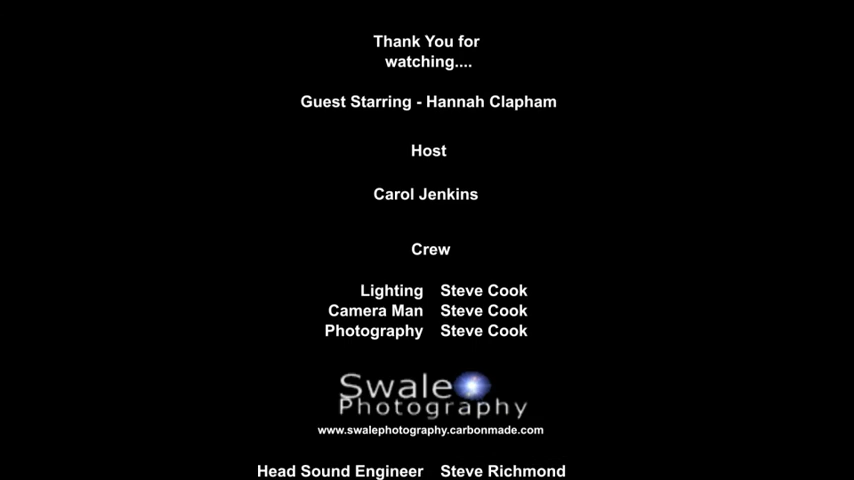 Thank You for
watching....
Guest Starring - Hannah Clapham
Host
Carol Jenkins
Crew
Lighting Steve Cook
Camera Man Steve Cook
Photography Steve Cook
Swale
Photography
www.swalephotography.carbonmade.com
Head Sound Engineer Steve Richmond